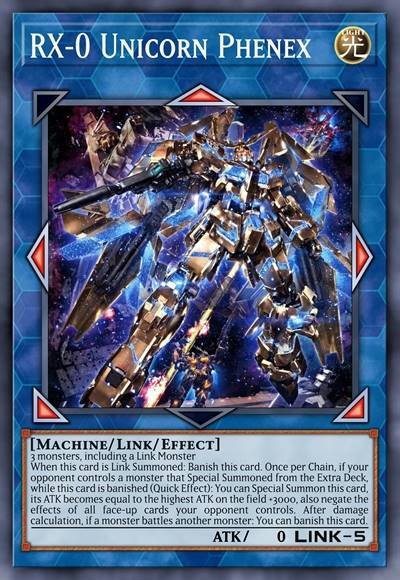 RX-0 Unicorn Phenex
LIGHT
光
[Machine/Link/Effect]
3 monsters, including a Link Monster
When this card is Link Summoned: Banish this card. Once per Chain, if your
opponent controls a monster that Special Summoned from the Extra Deck,
while this card is banished (Quick Effect): You can Special Summon this card,
its ATK becomes equal to the highest ATK on the field +3000, also negate the
effects of all face-up cards your opponent controls. After damage
calculation, if a monster battles another monster: You can banish this card.
ATK/ 0 LINK-5